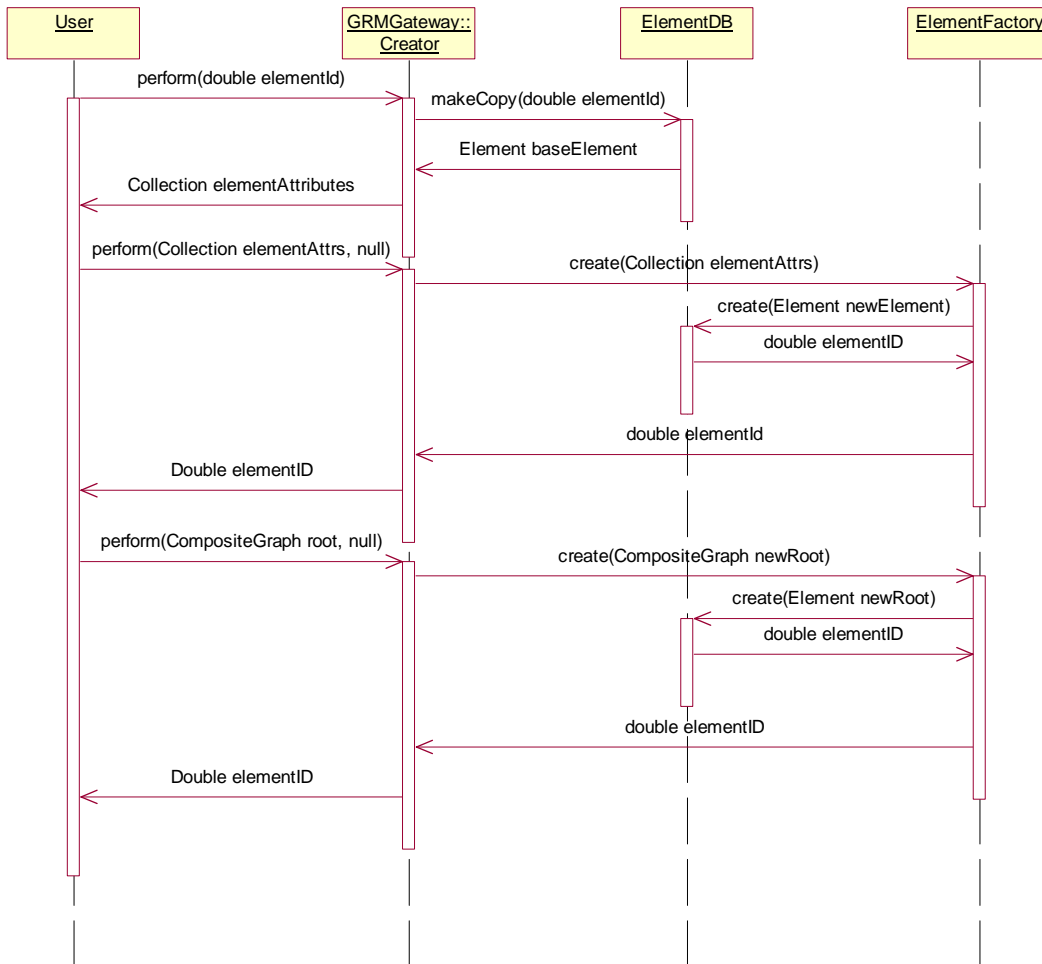 User
GRMGateway::
Creator
ElementDB
ElementFactory
perform(double elementId)
makeCopy(double elementId)
Element baseElement
Collection elementAttributes
perform(Collection elementAttrs, null)
create(Collection elementAttrs)
create(Element newElement)
double elementID
double elementId
Double elementID
perform(CompositeGraph root, null)
create(CompositeGraph newRoot)
create(Element newRoot)
double elementID
double elementID
Double elementID